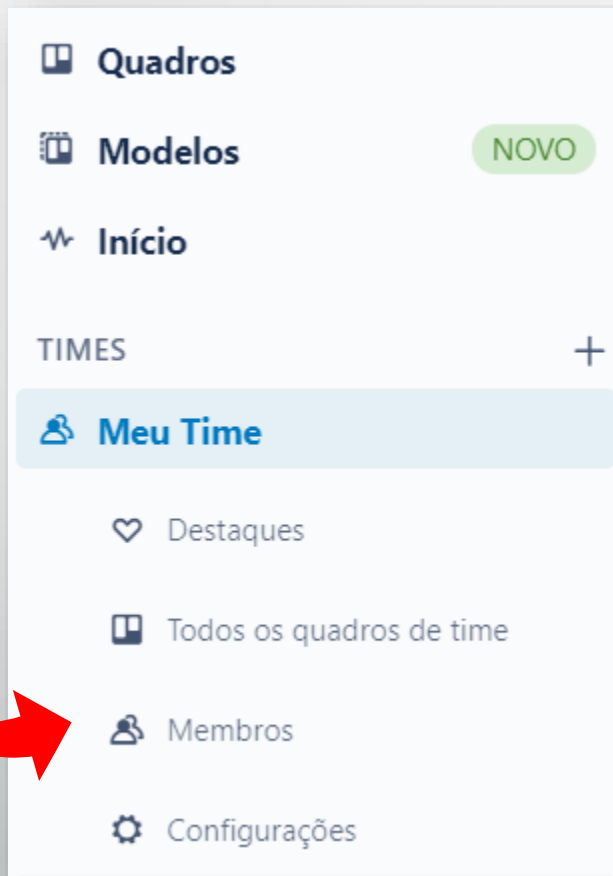 Quadros
Modelos NOVO
Início
TIMES +
Meu Time
Destaques
Todos os quadros de time
Membros
Configurações